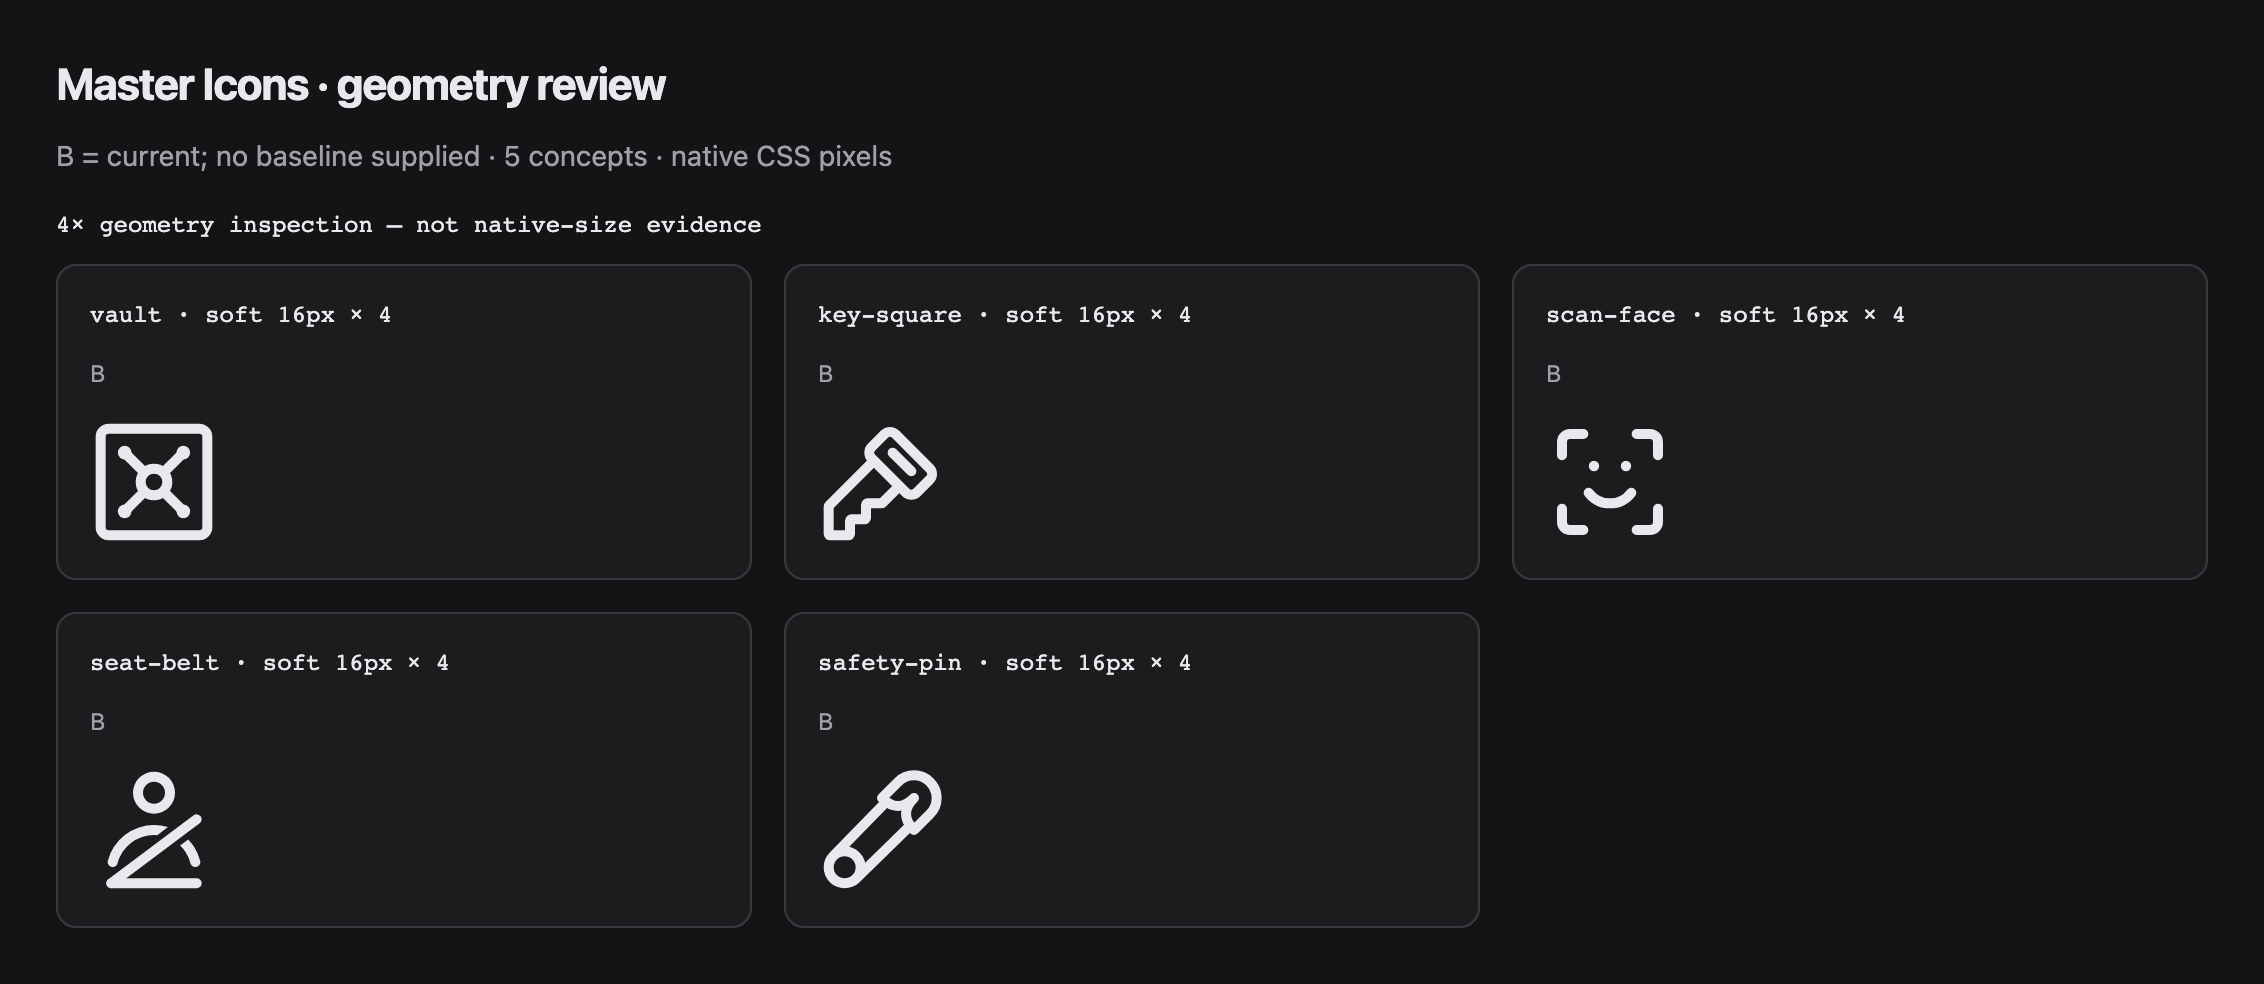 Master Icons · geometry review
B = current; no baseline supplied · 5 concepts · native CSS pixels
4× geometry inspection — not native-size evidence
vault · soft 16px × 4
B
key-square · soft 16px × 4
B
scan-face · soft 16px × 4
B
seat-belt · soft 16px × 4
B
safety-pin · soft 16px × 4
B